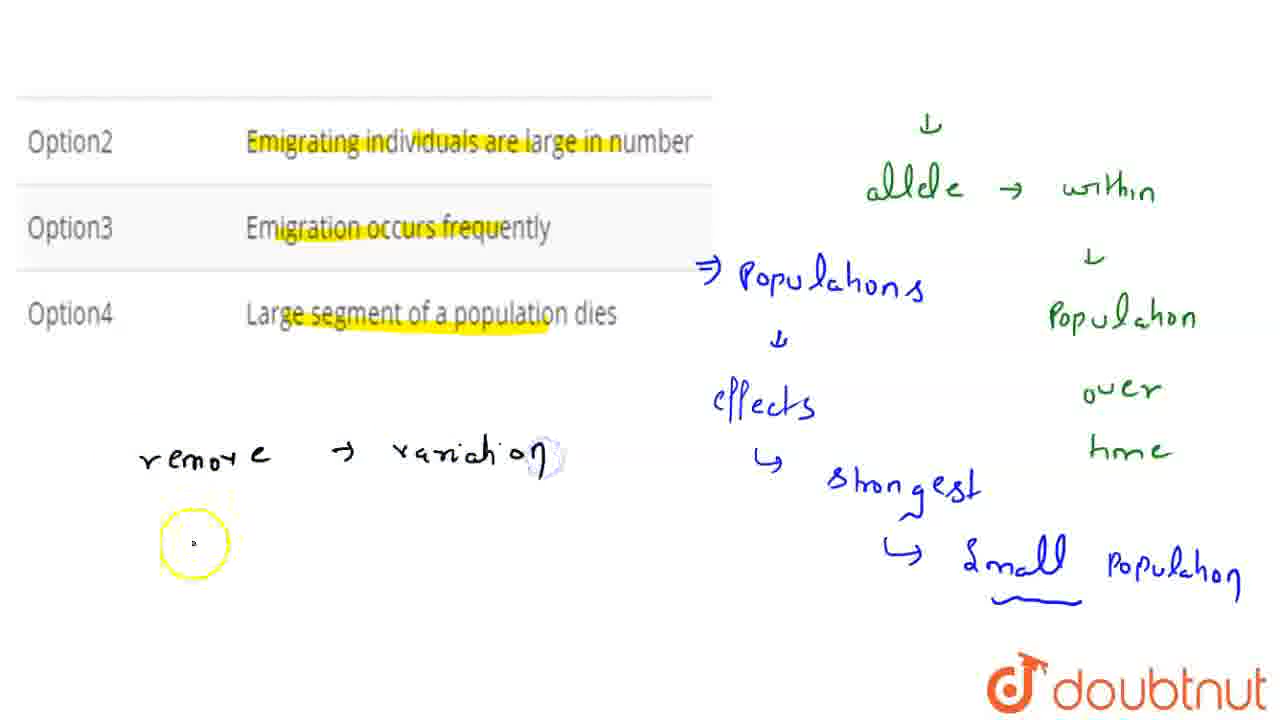 Option2 Emigrating individuals are large in number
Option3 Emigration occurs frequently
Option4 Large segment of a population dies
remove → variation
↓
allele → within
↓
population
over
time
⇒ populations
↓
effects
↳ strongest
↳ small population
doubtnut